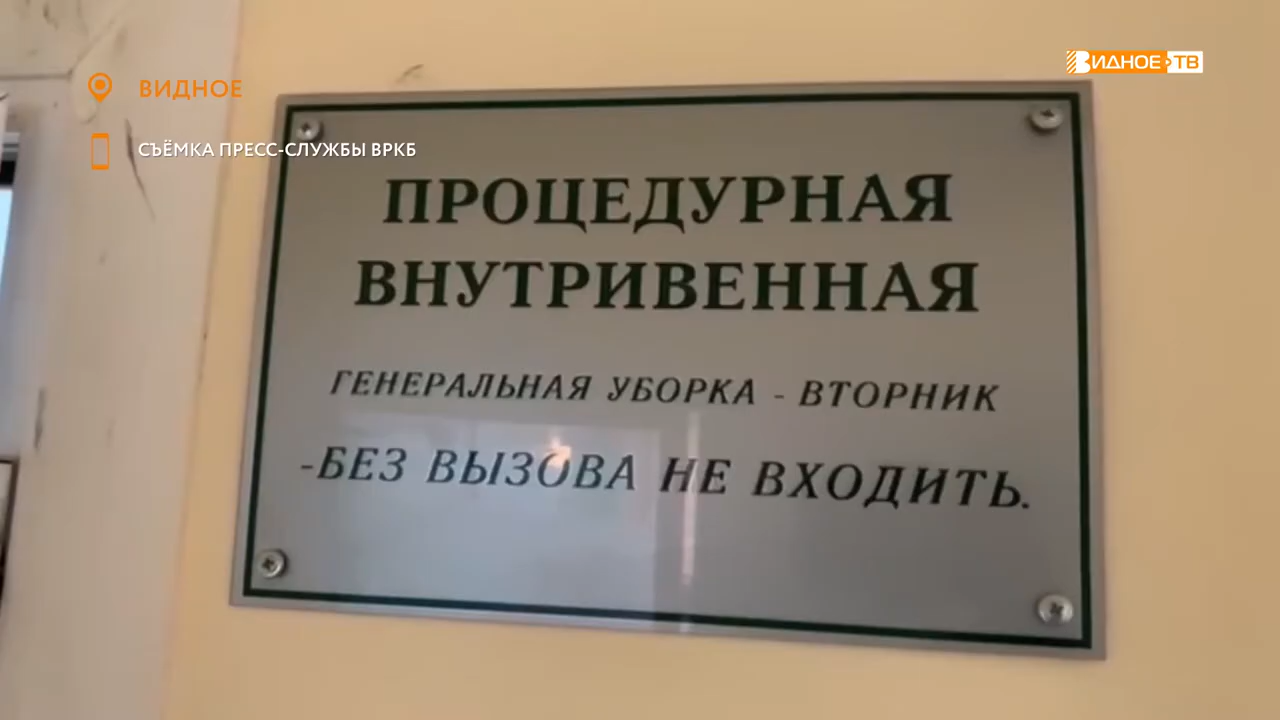 ВИДНОЕ
ВИДНОЕ ТВ
СЪЁМКА ПРЕСС-СЛУЖБЫ ВРКБ
ПРОЦЕДУРНАЯ
ВНУТРИВЕННАЯ
ГЕНЕРАЛЬНАЯ УБОРКА - ВТОРНИК
-БЕЗ ВЫЗОВА НЕ ВХОДИТЬ.